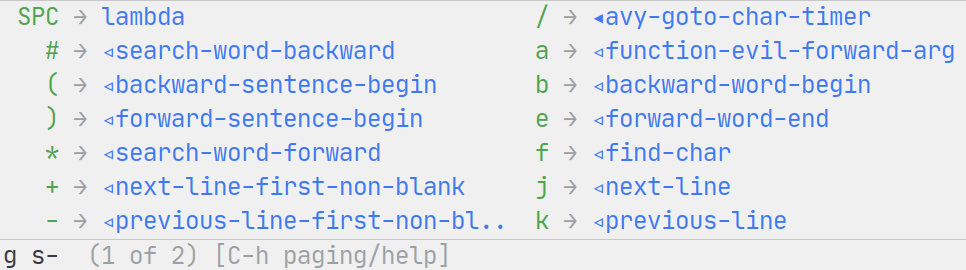 SPC → lambda / → ◂avy-goto-char-timer
# → ◃search-word-backward a → ◃function-evil-forward-arg
( → ◃backward-sentence-begin b → ◃backward-word-begin
) → ◃forward-sentence-begin e → ◃forward-word-end
* → ◃search-word-forward f → ◃find-char
+ → ◃next-line-first-non-blank j → ◃next-line
- → ◃previous-line-first-non-bl.. k → ◃previous-line
g s- (1 of 2) [C-h paging/help]